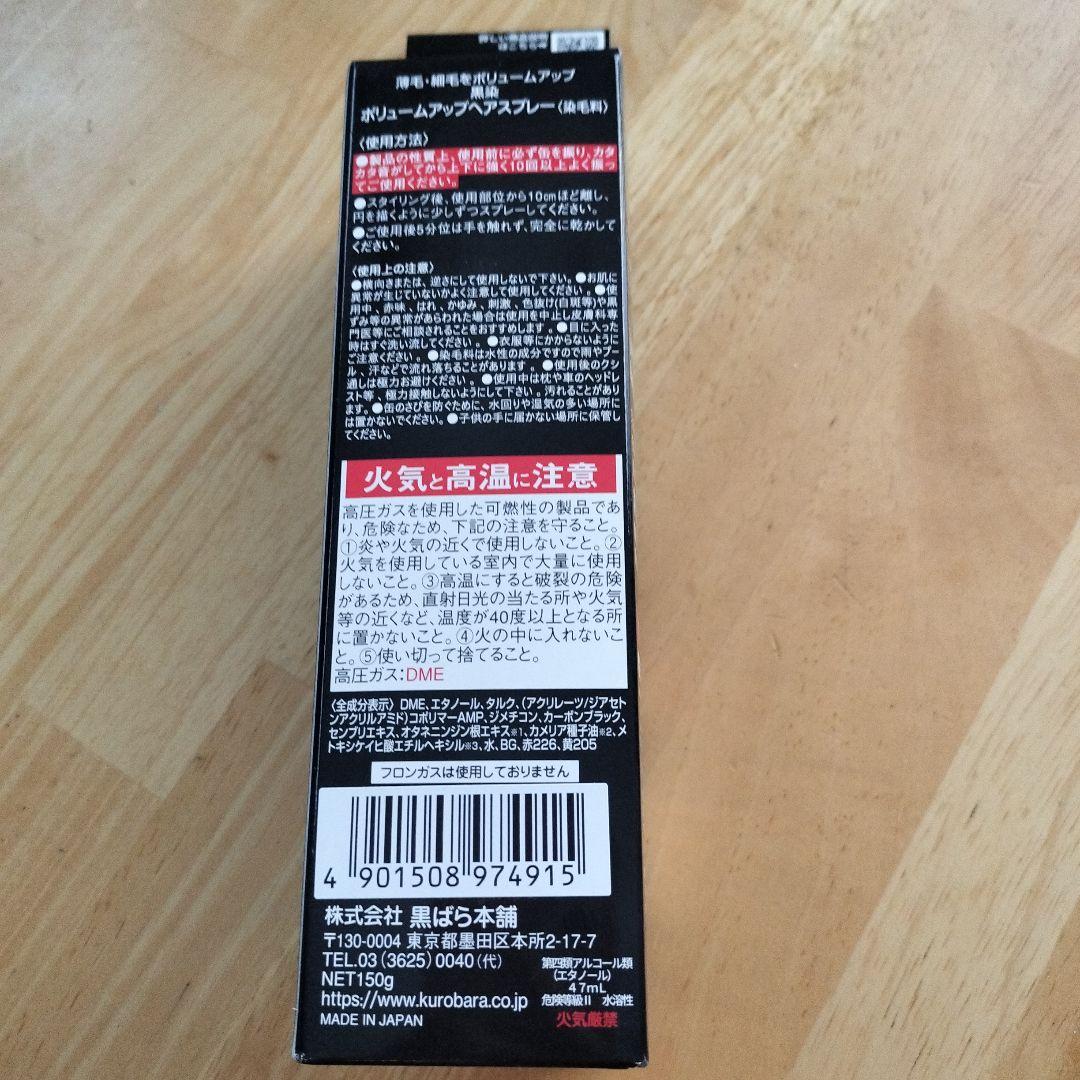 薄毛・細毛をボリュームアップ
黒染
ボリュームアップヘアスプレー〈染毛料〉
〈使用方法〉
●製品の性質上、使用前に必ず缶を振り、カタ
カタ音がしてから上下に強く10回以上よく振っ
てご使用ください。
●スタイリング後、使用部位から10cmほど離し、
円を描くように少しずつスプレーしてください。
●ご使用後5分位は手を触れず、完全に乾かして
ください。
〈使用上の注意〉
●横向きまたは、逆さにして使用しないで下さい。●お肌に
異常が生じていないかよく注意して使用してください。●使
用中、赤味、はれ、かゆみ、刺激、色抜け(白斑等)や黒
ずみ等の異常があらわれた場合は使用を中止し皮膚科専
門医等にご相談されることをおすすめします。●目に入った
時はすぐ洗い流してください。●衣服等にかからないように
ご注意ください。●染毛料は水性の成分ですので雨やプー
ル、汗などで流れ落ちることがあります。●使用後のクシ
通しは極力お避けください。●使用中は枕や車のヘッドレ
スト等、極力接触しないようにして下さい。汚れることがあり
ます。●缶のさびを防ぐために、水回りや湿気の多い場所に
は置かないでください。●子供の手に届かない場所に保管し
てください。
火気と高温に注意
高圧ガスを使用した可燃性の製品であ
り、危険なため、下記の注意を守ること。
①炎や火気の近くで使用しないこと。②
火気を使用している室内で大量に使用
しないこと。③高温にすると破裂の危険
があるため、直射日光の当たる所や火気
等の近くなど、温度が40度以上となる所
に置かないこと。④火の中に入れないこ
と。⑤使い切って捨てること。
高圧ガス:DME
〈全成分表示〉DME、エタノール、タルク、(アクリレーツ/ジアセト
ンアクリルアミド)コポリマーAMP、ジメチコン、カーボンブラック、
センブリエキス、オタネニンジン根エキス※1、カメリア種子油※2、メ
トキシケイヒ酸エチルヘキシル※3、水、BG、赤226、黄205
フロンガスは使用しておりません
4 901508 974915
株式会社 黒ばら本舗
〒130-0004 東京都墨田区本所2-17-7
TEL.03(3625)0040(代)
NET150g
https://www.kurobara.co.jp
MADE IN JAPAN
第四類アルコール類
(エタノール)
47mL
危険等級II 水溶性
火気厳禁